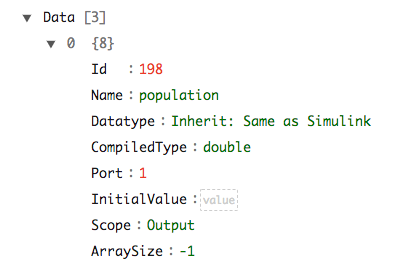 ▼ Data [3]
▼ 0 {8}
Id : 198
Name : population
Datatype : Inherit: Same as Simulink
CompiledType : double
Port : 1
InitialValue : value
Scope : Output
ArraySize : -1